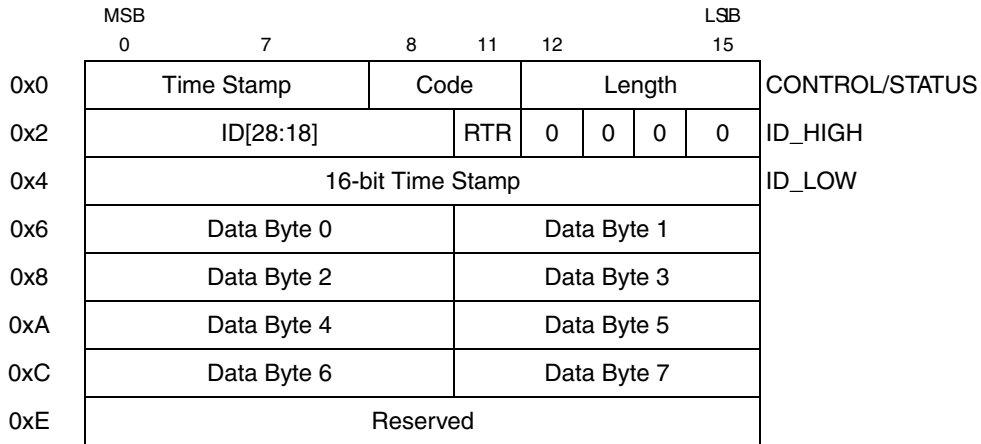 MSB LSB
0 7 8 11 12 15
0x0 Time Stamp Code Length CONTROL/STATUS
0x2 ID[28:18] RTR 0 0 0 0 ID_HIGH
0x4 16-bit Time Stamp ID_LOW
0x6 Data Byte 0 Data Byte 1
0x8 Data Byte 2 Data Byte 3
0xA Data Byte 4 Data Byte 5
0xC Data Byte 6 Data Byte 7
0xE Reserved